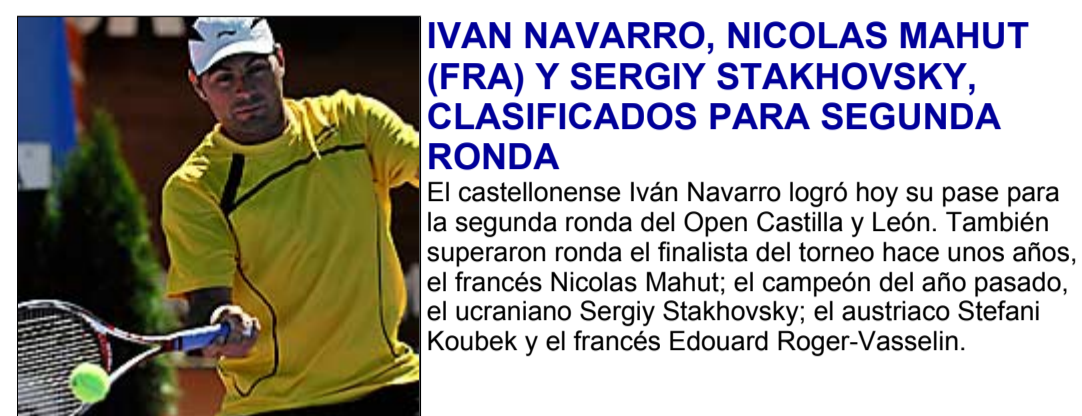 IVAN NAVARRO, NICOLAS MAHUT
(FRA) Y SERGIY STAKHOVSKY,
CLASIFICADOS PARA SEGUNDA
RONDA
El castellonense Iván Navarro logró hoy su pase para
la segunda ronda del Open Castilla y León. También
superaron ronda el finalista del torneo hace unos años,
el francés Nicolas Mahut; el campeón del año pasado,
el ucraniano Sergiy Stakhovsky; el austriaco Stefani
Koubek y el francés Edouard Roger-Vasselin.